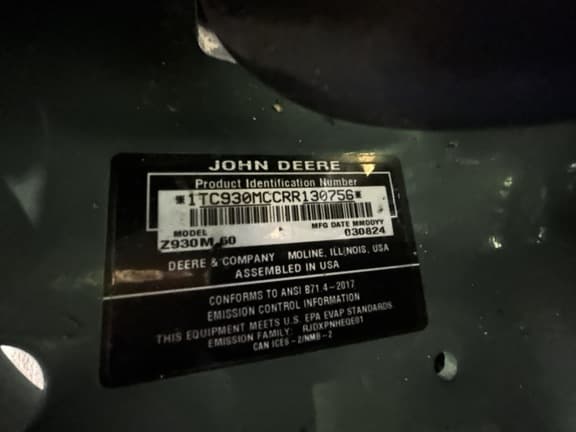 JOHN DEERE
Product Identification Number
*1TC930MCCRR130756*
MODEL MFG DATE MMDDYY
Z930M 60 030824
DEERE & COMPANY MOLINE, ILLINOIS, USA
ASSEMBLED IN USA
CONFORMS TO ANSI B71.4-2017
EMISSION CONTROL INFORMATION
THIS EQUIPMENT MEETS U.S. EPA EVAP STANDARDS
EMISSION FAMILY: RJDXPNHEQE01
CAN ICES-2/NMB-2